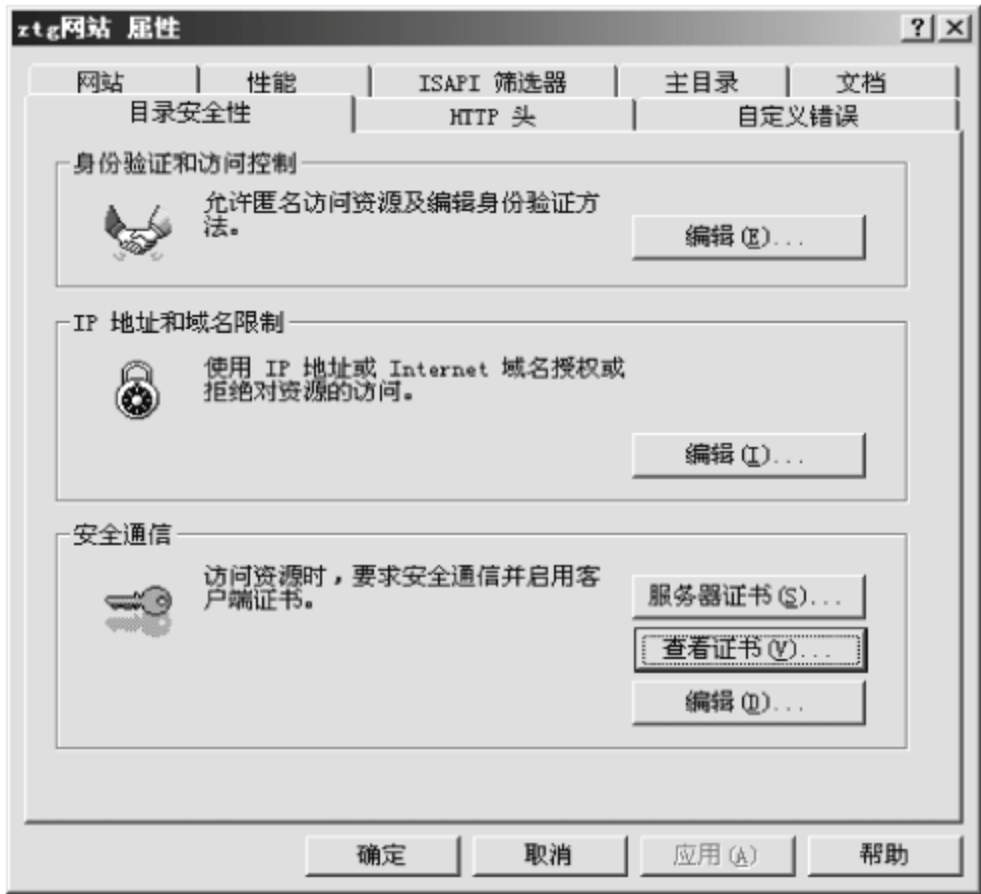 ztg网站 属性
网站 性能 ISAPI 筛选器 主目录 文档
目录安全性 HTTP 头 自定义错误
身份验证和访问控制
允许匿名访问资源及编辑身份验证方
法。
编辑(E)...
IP 地址和域名限制
使用 IP 地址或 Internet 域名授权或
拒绝对资源的访问。
编辑(I)...
安全通信
访问资源时，要求安全通信并启用客
户端证书。
服务器证书(S)...
查看证书(V)...
编辑(D)...
确定 取消 应用(A) 帮助